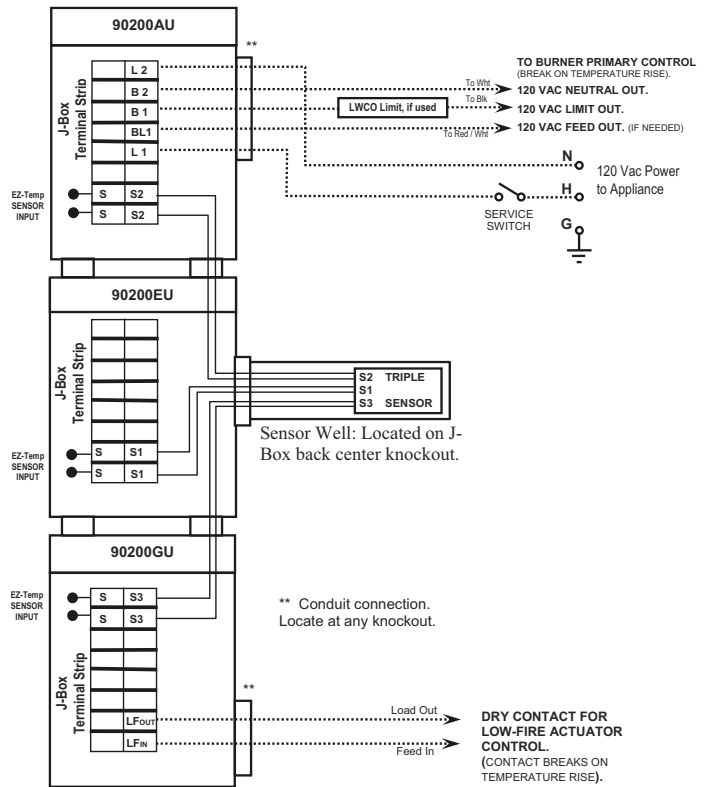 90200AU
**
J-Box
Terminal Strip
L 2
B 2
B 1
BL1
L 1
EZ-Temp
SENSOR
INPUT
S S2
S S2
To Wht
To Blk
To Red / Wht
LWCO Limit, if used
TO BURNER PRIMARY CONTROL
(BREAK ON TEMPERATURE RISE).
120 VAC NEUTRAL OUT.
120 VAC LIMIT OUT.
120 VAC FEED OUT. (IF NEEDED)
N
H
G
120 Vac Power
to Appliance
SERVICE
SWITCH
90200EU
J-Box
Terminal Strip
EZ-Temp
SENSOR
INPUT
S S1
S S1
S2 TRIPLE
S1
S3 SENSOR
Sensor Well: Located on J-
Box back center knockout.
90200GU
EZ-Temp
SENSOR
INPUT
S S3
S S3
J-Box
Terminal Strip
LFOUT
LFIN
** Conduit connection.
Locate at any knockout.
**
Load Out
Feed In
DRY CONTACT FOR
LOW-FIRE ACTUATOR
CONTROL.
(CONTACT BREAKS ON
TEMPERATURE RISE).